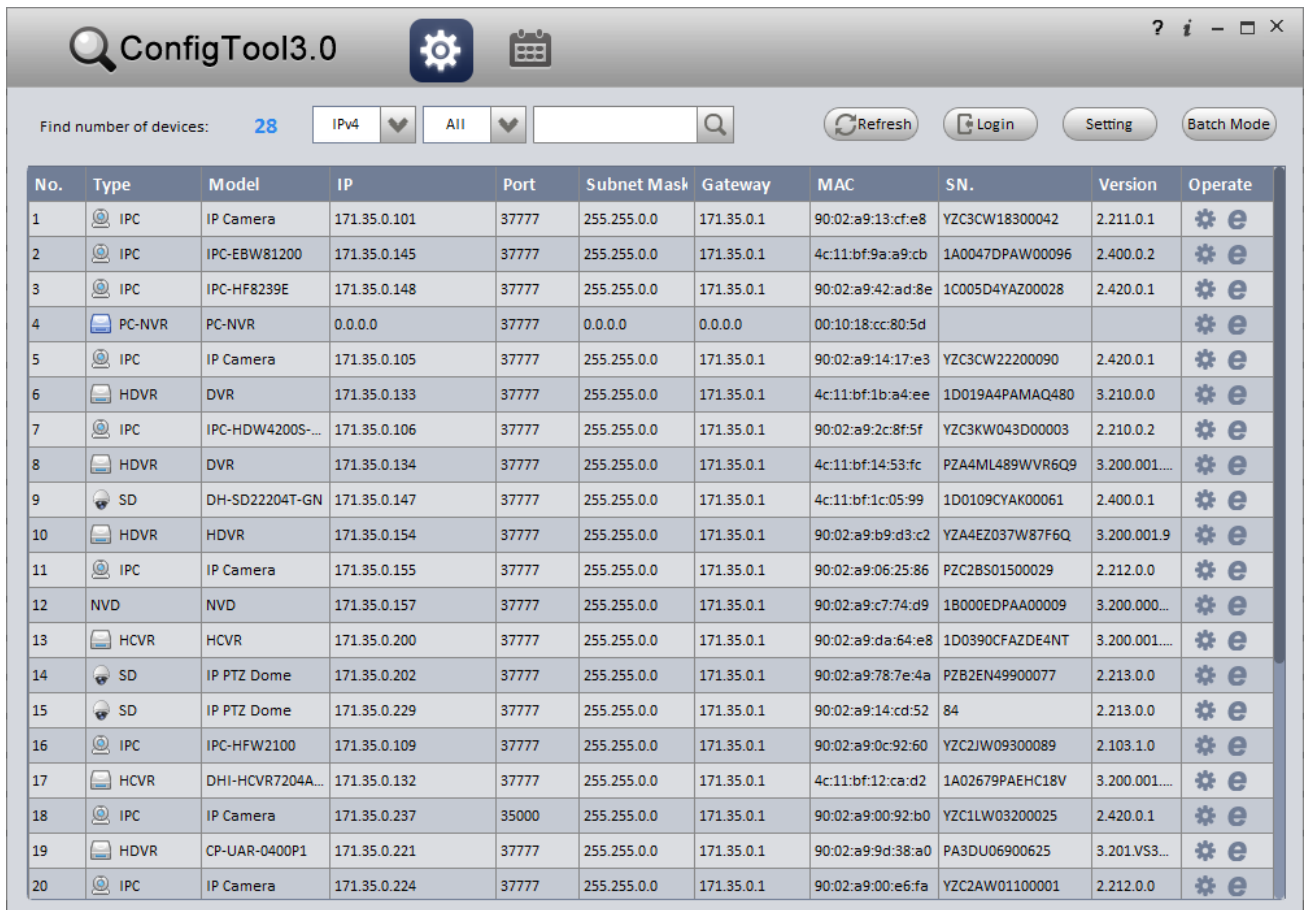 ConfigTool3.0 ? i
Find number of devices: 28 IPv4 All Refresh Login Setting Batch Mode
No. Type Model IP Port Subnet Mask Gateway MAC SN. Version Operate
1 IPC IP Camera 171.35.0.101 37777 255.255.0.0 171.35.0.1 90:02:a9:13:cf:e8 YZC3CW18300042 2.211.0.1
2 IPC IPC-EBW81200 171.35.0.145 37777 255.255.0.0 171.35.0.1 4c:11:bf:9a:a9:cb 1A0047DPAW00096 2.400.0.2
3 IPC IPC-HF8239E 171.35.0.148 37777 255.255.0.0 171.35.0.1 90:02:a9:42:ad:8e 1C005D4YAZ00028 2.420.0.1
4 PC-NVR PC-NVR 0.0.0.0 37777 0.0.0.0 0.0.0.0 00:10:18:cc:80:5d
5 IPC IP Camera 171.35.0.105 37777 255.255.0.0 171.35.0.1 90:02:a9:14:17:e3 YZC3CW22200090 2.420.0.1
6 HDVR DVR 171.35.0.133 37777 255.255.0.0 171.35.0.1 4c:11:bf:1b:a4:ee 1D019A4PAMAQ480 3.210.0.0
7 IPC IPC-HDW4200S-... 171.35.0.106 37777 255.255.0.0 171.35.0.1 90:02:a9:2c:8f:5f YZC3KW043D00003 2.210.0.2
8 HDVR DVR 171.35.0.134 37777 255.255.0.0 171.35.0.1 4c:11:bf:14:53:fc PZA4ML489WVR6Q9 3.200.001....
9 SD DH-SD22204T-GN 171.35.0.147 37777 255.255.0.0 171.35.0.1 4c:11:bf:1c:05:99 1D0109CYAK00061 2.400.0.1
10 HDVR HDVR 171.35.0.154 37777 255.255.0.0 171.35.0.1 90:02:a9:b9:d3:c2 YZA4EZ037W87F6Q 3.200.001.9
11 IPC IP Camera 171.35.0.155 37777 255.255.0.0 171.35.0.1 90:02:a9:06:25:86 PZC2BS01500029 2.212.0.0
12 NVD NVD 171.35.0.157 37777 255.255.0.0 171.35.0.1 90:02:a9:c7:74:d9 1B000EDPAA00009 3.200.000...
13 HCVR HCVR 171.35.0.200 37777 255.255.0.0 171.35.0.1 90:02:a9:da:64:e8 1D0390CFAZDE4NT 3.200.001....
14 SD IP PTZ Dome 171.35.0.202 37777 255.255.0.0 171.35.0.1 90:02:a9:78:7e:4a PZB2EN49900077 2.213.0.0
15 SD IP PTZ Dome 171.35.0.229 37777 255.255.0.0 171.35.0.1 90:02:a9:14:cd:52 84 2.213.0.0
16 IPC IPC-HFW2100 171.35.0.109 37777 255.255.0.0 171.35.0.1 90:02:a9:0c:92:60 YZC2JW09300089 2.103.1.0
17 HCVR DHI-HCVR7204A... 171.35.0.132 37777 255.255.0.0 171.35.0.1 4c:11:bf:12:ca:d2 1A02679PAEHC18V 3.200.001....
18 IPC IP Camera 171.35.0.237 35000 255.255.0.0 171.35.0.1 90:02:a9:00:92:b0 YZC1LW03200025 2.420.0.1
19 HDVR CP-UAR-0400P1 171.35.0.221 37777 255.255.0.0 171.35.0.1 90:02:a9:9d:38:a0 PA3DU06900625 3.201.VS3...
20 IPC IP Camera 171.35.0.224 37777 255.255.0.0 171.35.0.1 90:02:a9:00:e6:fa YZC2AW01100001 2.212.0.0